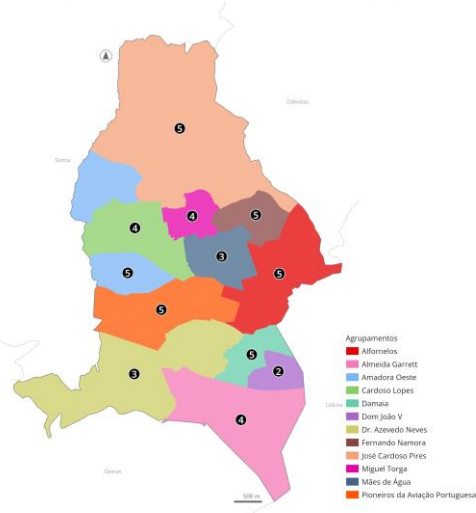 5
Odivelas
Sintra
4
5
4
3
5
5
5
5
3
2
4
Lisboa
Oeiras
500 m
Agrupamentos
Alfornelos
Almeida Garrett
Amadora Oeste
Cardoso Lopes
Damaia
Dom João V
Dr. Azevedo Neves
Fernando Namora
José Cardoso Pires
Miguel Torga
Mães de Água
Pioneiros da Aviação Portuguesa